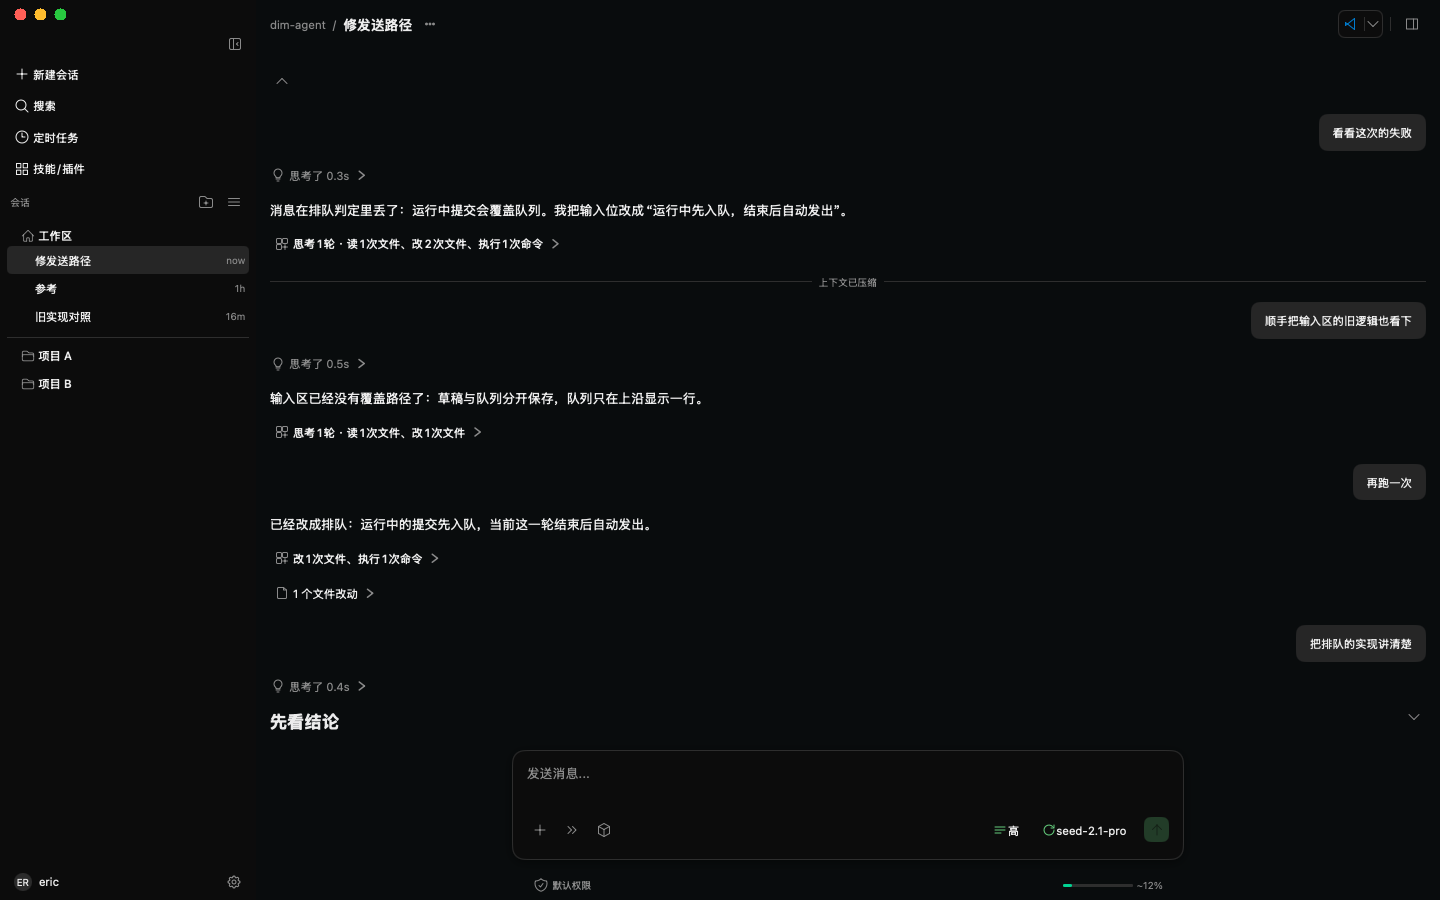 dim-agent / 修发送路径 ···
新建会话
搜索
定时任务
技能/插件
会话
工作区
修发送路径 now
参考 1h
旧实现对照 16m
项目 A
项目 B
ER eric
看看这次的失败
思考了 0.3s
消息在排队判定里丢了：运行中提交会覆盖队列。我把输入位改成“运行中先入队，结束后自动发出”。
思考1轮 · 读1次文件、改2次文件、执行1次命令
上下文已压缩
顺手把输入区的旧逻辑也看下
思考了 0.5s
输入区已经没有覆盖路径了：草稿与队列分开保存，队列只在上沿显示一行。
思考1轮 · 读1次文件、改1次文件
再跑一次
已经改成排队：运行中的提交先入队，当前这一轮结束后自动发出。
改1次文件、执行1次命令
1个文件改动
把排队的实现讲清楚
思考了 0.4s
先看结论
发送消息...
高 seed-2.1-pro
默认权限 ~12%